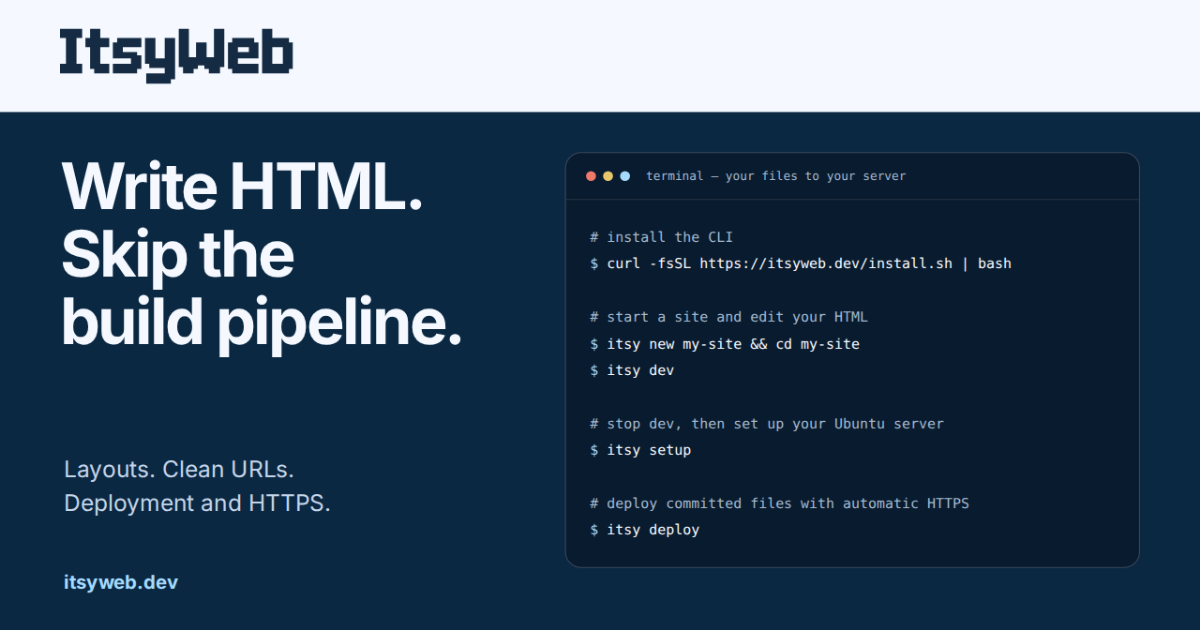 ItsyWeb
Write HTML.
Skip the
build pipeline.
Layouts. Clean URLs.
Deployment and HTTPS.
itsyweb.dev
terminal — your files to your server
# install the CLI
$ curl -fsSL https://itsyweb.dev/install.sh | bash
# start a site and edit your HTML
$ itsy new my-site && cd my-site
$ itsy dev
# stop dev, then set up your Ubuntu server
$ itsy setup
# deploy committed files with automatic HTTPS
$ itsy deploy